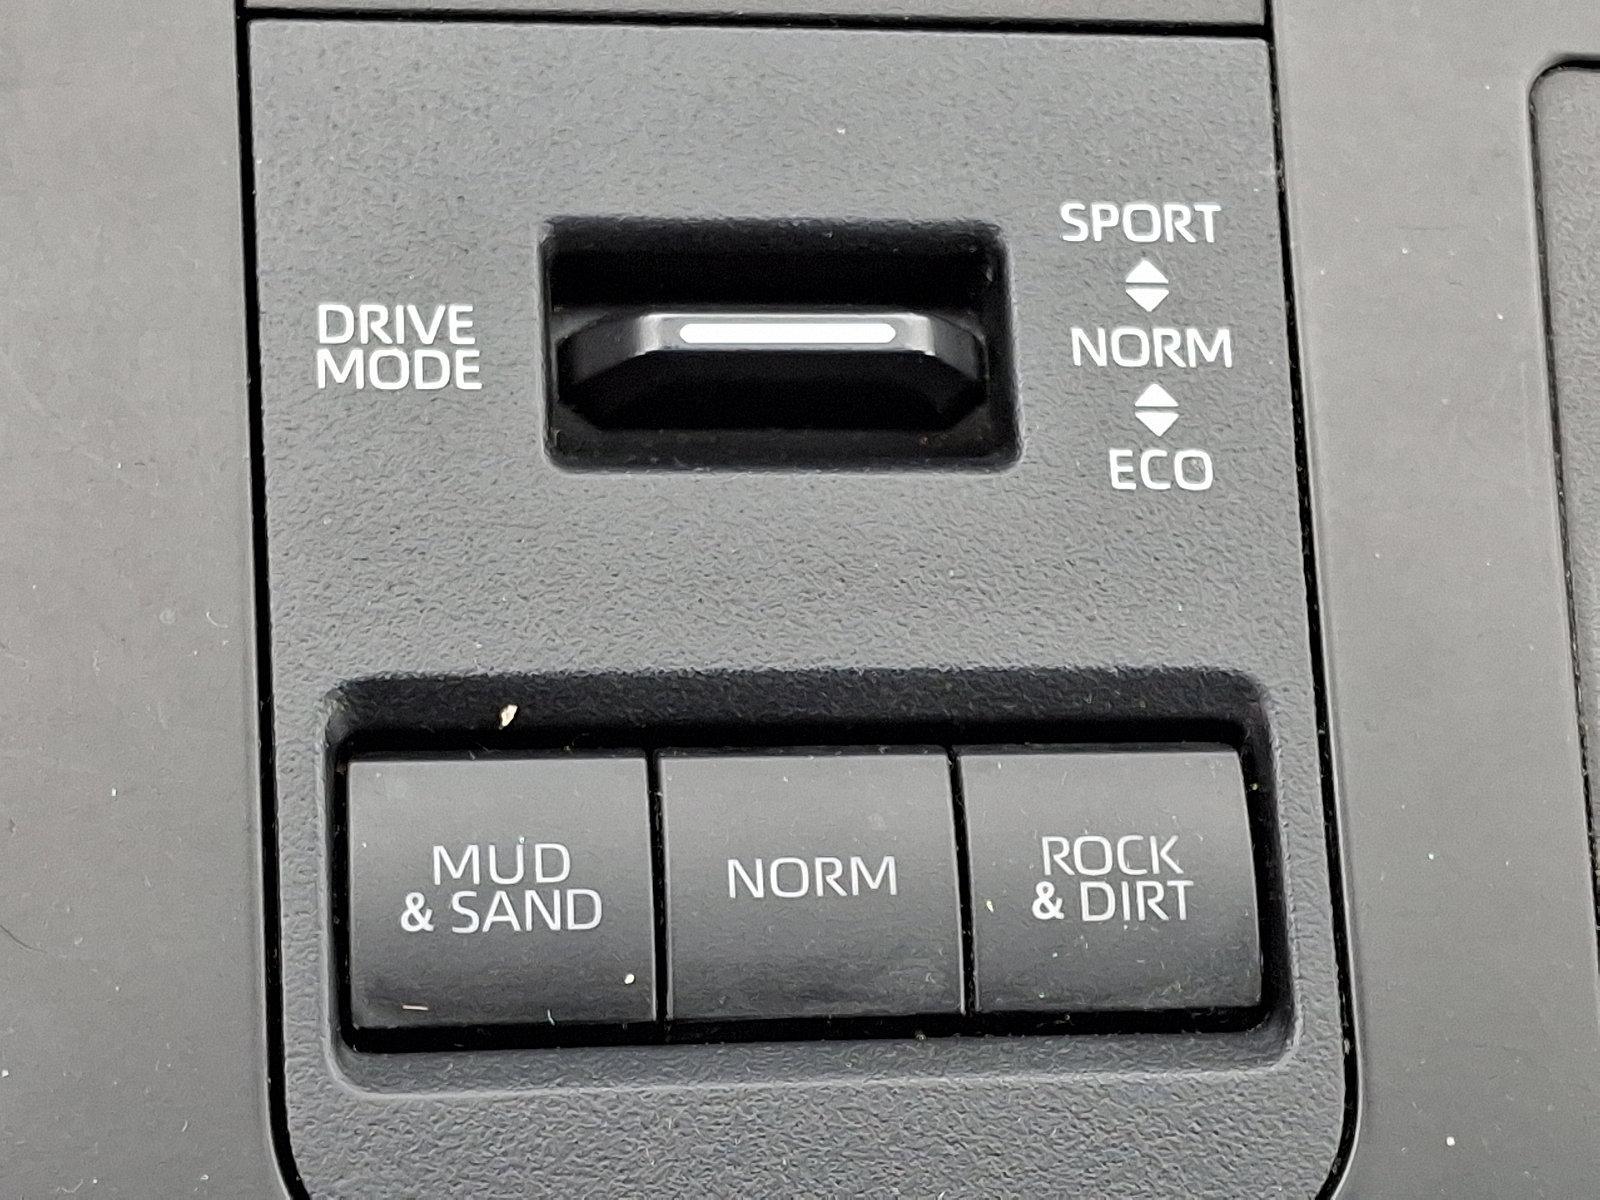 DRIVE
MODE
SPORT
NORM
ECO
MUD
& SAND
NORM
ROCK
& DIRT